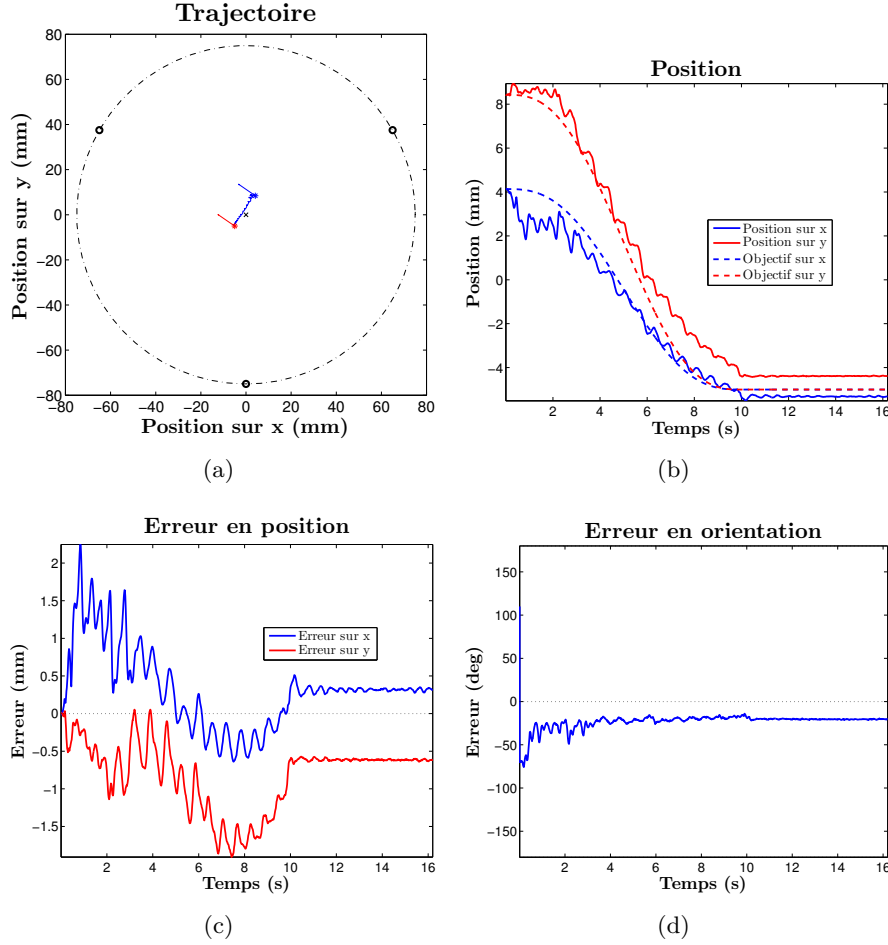 Trajectoire
80
60
40
20
0
−20
−40
−60
−80
−80 −60 −40 −20 0 20 40 60 80
Position sur y (mm)
Position sur x (mm)
(a)
Position
8
6
4
2
0
−2
−4
2 4 6 8 10 12 14 16
Position (mm)
Temps (s)
Position sur x
Position sur y
Objectif sur x
Objectif sur y
(b)
Erreur en position
2
1.5
1
0.5
0
−0.5
−1
−1.5
2 4 6 8 10 12 14 16
Erreur (mm)
Temps (s)
Erreur sur x
Erreur sur y
(c)
Erreur en orientation
150
100
50
0
−50
−100
−150
2 4 6 8 10 12 14 16
Erreur (deg)
Temps (s)
(d)